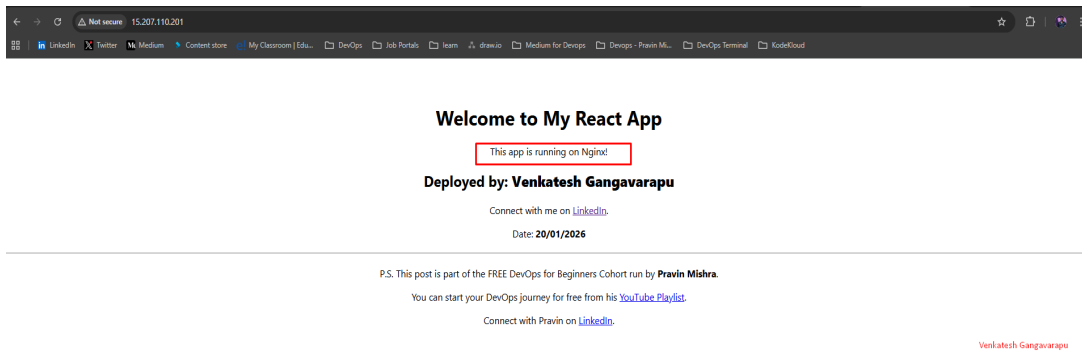 Not secure 15.207.110.201
in LinkedIn X Twitter Medium Content store My Classroom | Edu... DevOps Job Portals learn draw.io Medium for Devops Devops - Pravin Mi... DevOps Terminal KodeKloud
Welcome to My React App
This app is running on Nginx!
Deployed by: Venkatesh Gangavarapu
Connect with me on LinkedIn.
Date: 20/01/2026
P.S. This post is part of the FREE DevOps for Beginners Cohort run by Pravin Mishra.
You can start your DevOps journey for free from his YouTube Playlist.
Connect with Pravin on LinkedIn.
Venkatesh Gangavarapu